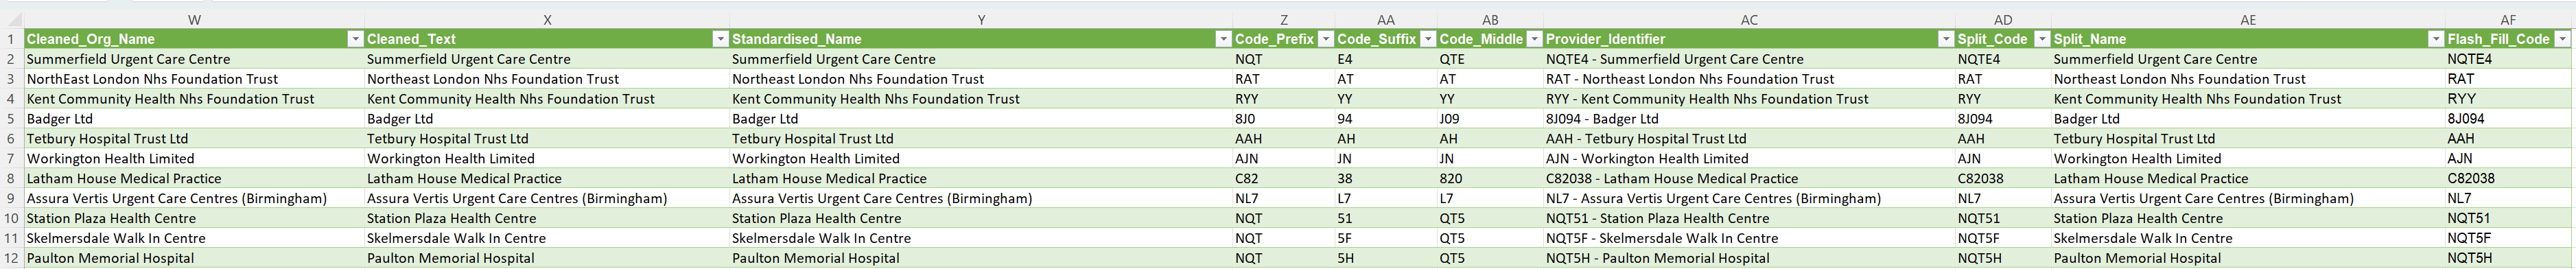 W X Y Z AA AB AC AD AE AF
1 Cleaned_Org_Name Cleaned_Text Standardised_Name Code_Prefix Code_Suffix Code_Middle Provider_Identifier Split_Code Split_Name Flash_Fill_Code
2 Summerfield Urgent Care Centre Summerfield Urgent Care Centre Summerfield Urgent Care Centre NQT E4 QTE NQTE4 - Summerfield Urgent Care Centre NQTE4 Summerfield Urgent Care Centre NQTE4
3 NorthEast London Nhs Foundation Trust Northeast London Nhs Foundation Trust Northeast London Nhs Foundation Trust RAT AT AT RAT - Northeast London Nhs Foundation Trust RAT Northeast London Nhs Foundation Trust RAT
4 Kent Community Health Nhs Foundation Trust Kent Community Health Nhs Foundation Trust Kent Community Health Nhs Foundation Trust RYY YY YY RYY - Kent Community Health Nhs Foundation Trust RYY Kent Community Health Nhs Foundation Trust RYY
5 Badger Ltd Badger Ltd Badger Ltd 8J0 94 J09 8J094 - Badger Ltd 8J094 Badger Ltd 8J094
6 Tetbury Hospital Trust Ltd Tetbury Hospital Trust Ltd Tetbury Hospital Trust Ltd AAH AH AH AAH - Tetbury Hospital Trust Ltd AAH Tetbury Hospital Trust Ltd AAH
7 Workington Health Limited Workington Health Limited Workington Health Limited AJN JN JN AJN - Workington Health Limited AJN Workington Health Limited AJN
8 Latham House Medical Practice Latham House Medical Practice Latham House Medical Practice C82 38 820 C82038 - Latham House Medical Practice C82038 Latham House Medical Practice C82038
9 Assura Vertis Urgent Care Centres (Birmingham) Assura Vertis Urgent Care Centres (Birmingham) Assura Vertis Urgent Care Centres (Birmingham) NL7 L7 L7 NL7 - Assura Vertis Urgent Care Centres (Birmingham) NL7 Assura Vertis Urgent Care Centres (Birmingham) NL7
10 Station Plaza Health Centre Station Plaza Health Centre Station Plaza Health Centre NQT 51 QT5 NQT51 - Station Plaza Health Centre NQT51 Station Plaza Health Centre NQT51
11 Skelmersdale Walk In Centre Skelmersdale Walk In Centre Skelmersdale Walk In Centre NQT 5F QT5 NQT5F - Skelmersdale Walk In Centre NQT5F Skelmersdale Walk In Centre NQT5F
12 Paulton Memorial Hospital Paulton Memorial Hospital Paulton Memorial Hospital NQT 5H QT5 NQT5H - Paulton Memorial Hospital NQT5H Paulton Memorial Hospital NQT5H